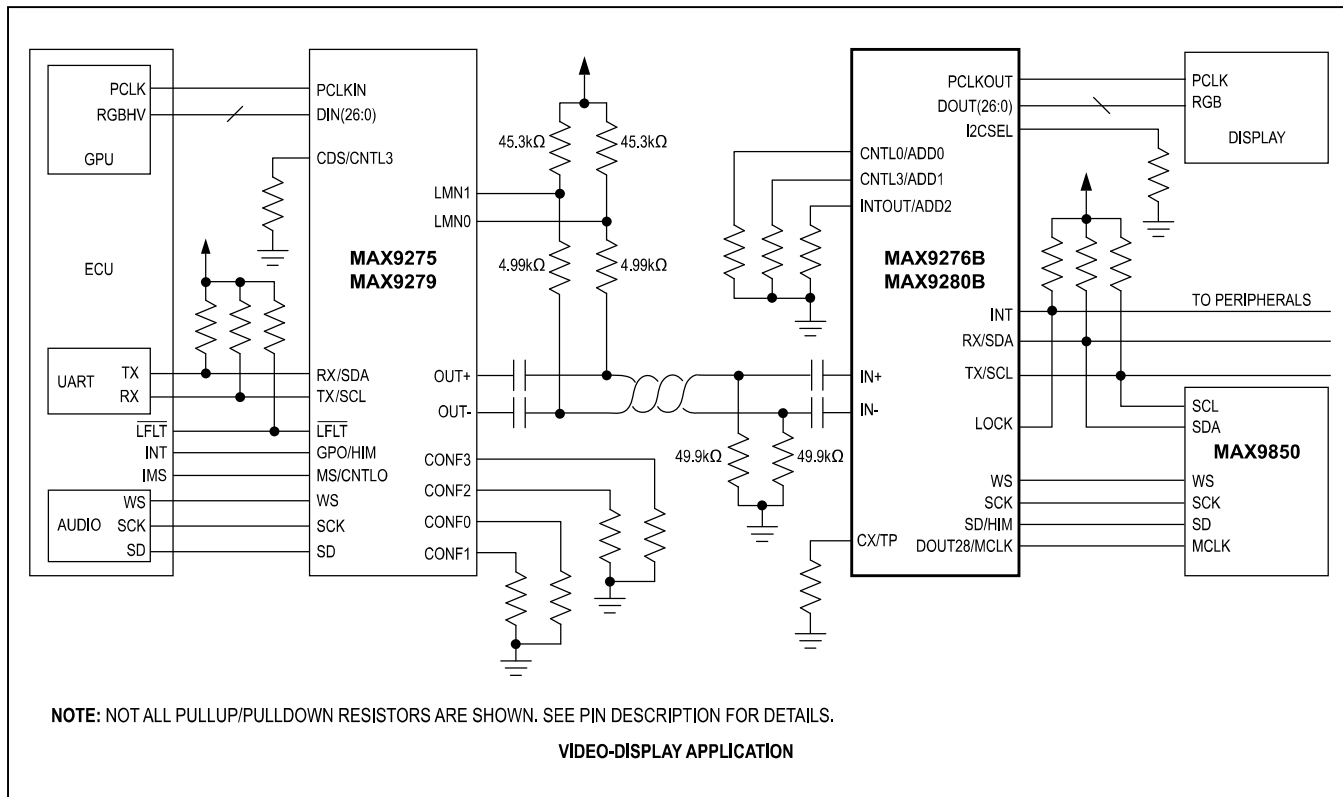 PCLK
RGBHV
GPU
ECU
UART
TX
RX
LFLT
INT
IMS
AUDIO
WS
SCK
SD
PCLKIN
DIN(26:0)
CDS/CNTL3
LMN1
LMN0
MAX9275
MAX9279
RX/SDA
TX/SCL
LFLT
GPO/HIM
MS/CNTLO
WS
SCK
SD
OUT+
OUT-
CONF3
CONF2
CONF0
CONF1
45.3kΩ
45.3kΩ
4.99kΩ
4.99kΩ
49.9kΩ
49.9kΩ
PCLKOUT
DOUT(26:0)
I2CSEL
CNTL0/ADD0
CNTL3/ADD1
INTOUT/ADD2
MAX9276B
MAX9280B
INT
RX/SDA
TX/SCL
IN+
IN-
LOCK
WS
SCK
SD/HIM
DOUT28/MCLK
CX/TP
PCLK
RGB
DISPLAY
TO PERIPHERALS
SCL
SDA
MAX9850
WS
SCK
SD
MCLK
NOTE: NOT ALL PULLUP/PULLDOWN RESISTORS ARE SHOWN. SEE PIN DESCRIPTION FOR DETAILS.
VIDEO-DISPLAY APPLICATION